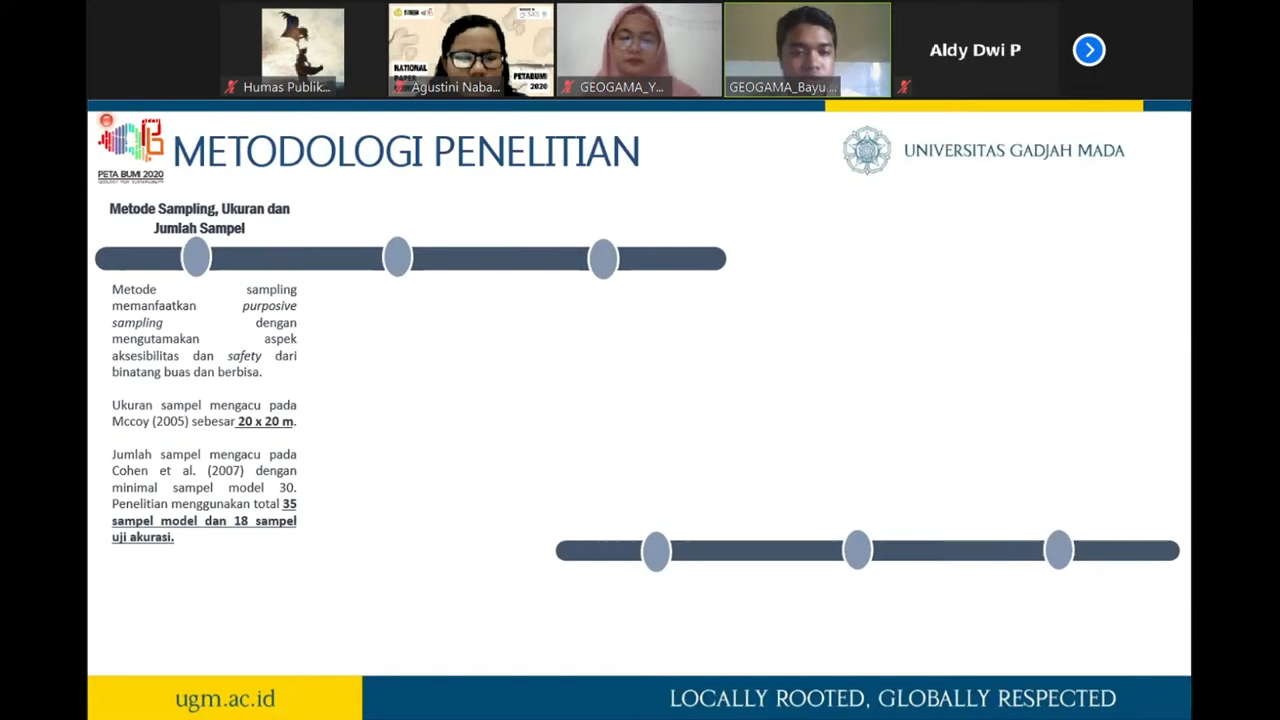 Humas Publik...
NATIONAL
PETABUMI
2020
Agustini Naba...
GEOGAMA_Y...
GEOGAMA_Bayu ...
Aldy Dwi P
PETA BUMI 2020
METODOLOGI PENELITIAN
UNIVERSITAS GADJAH MADA
Metode Sampling, Ukuran dan
Jumlah Sampel
Metode sampling
memanfaatkan purposive
sampling dengan
mengutamakan aspek
aksesibilitas dan safety dari
binatang buas dan berbisa.
Ukuran sampel mengacu pada
Mccoy (2005) sebesar 20 x 20 m.
Jumlah sampel mengacu pada
Cohen et al. (2007) dengan
minimal sampel model 30.
Penelitian menggunakan total 35
sampel model dan 18 sampel
uji akurasi.
ugm.ac.id
LOCALLY ROOTED, GLOBALLY RESPECTED